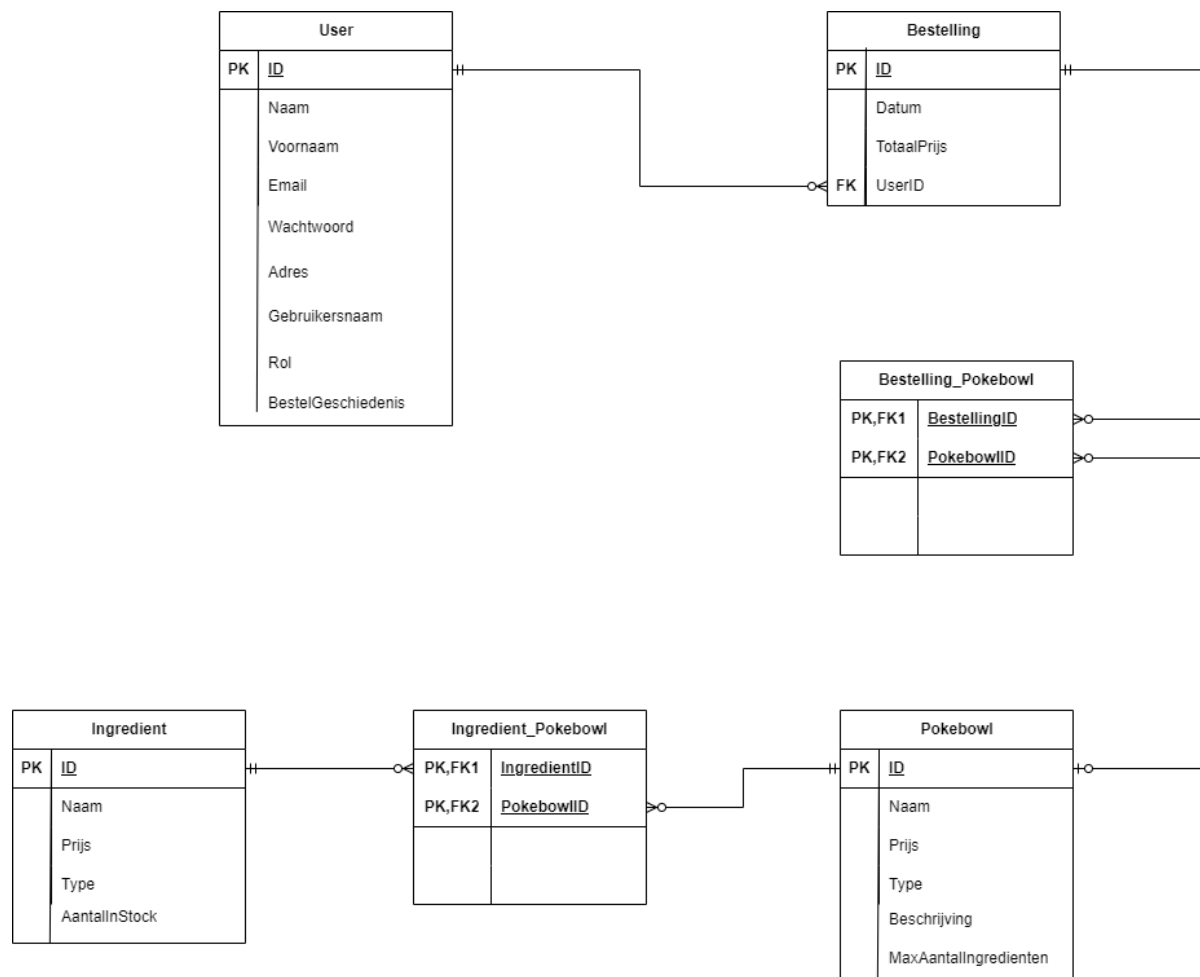 User
PK ID
Naam
Voornaam
Email
Wachtwoord
Adres
Gebruikersnaam
Rol
BestelGeschiedenis
Bestelling
PK ID
Datum
TotaalPrijs
FK UserID
Bestelling_Pokebowl
PK,FK1 BestellingID
PK,FK2 PokebowlID
Ingredient
PK ID
Naam
Prijs
Type
AantalInStock
Ingredient_Pokebowl
PK,FK1 IngredientID
PK,FK2 PokebowlID
Pokebowl
PK ID
Naam
Prijs
Type
Beschrijving
MaxAantalIngredienten